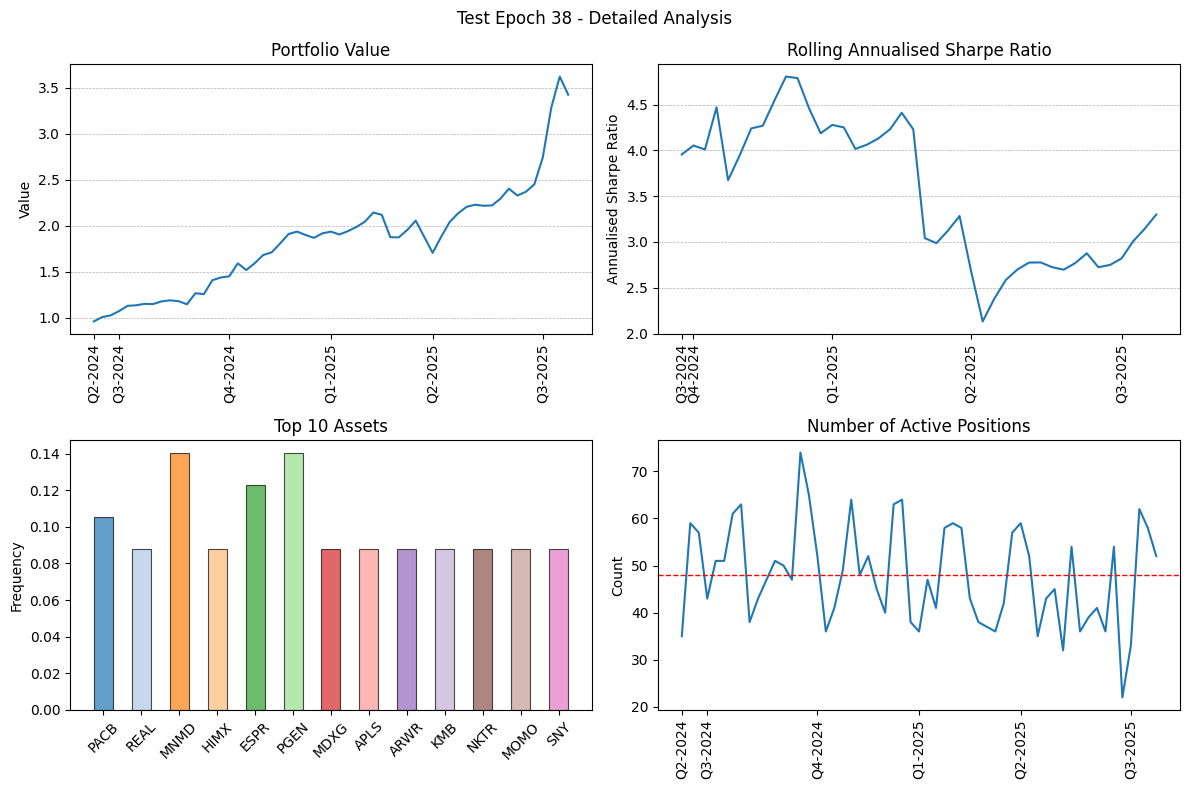 Test Epoch 38 - Detailed Analysis
Portfolio Value
Value
3.5
3.0
2.5
2.0
1.5
1.0
Q2-2024
Q3-2024
Q4-2024
Q1-2025
Q2-2025
Q3-2025
Rolling Annualised Sharpe Ratio
Annualised Sharpe Ratio
4.5
4.0
3.5
3.0
2.5
2.0
Q3-2024
Q4-2024
Q1-2025
Q2-2025
Q3-2025
Top 10 Assets
Frequency
0.14
0.12
0.10
0.08
0.06
0.04
0.02
0.00
PACB
REAL
MNMD
HIMX
ESPR
PGEN
MDXG
APLS
ARWR
KMB
NKTR
MOMO
SNY
Number of Active Positions
Count
70
60
50
40
30
20
Q2-2024
Q3-2024
Q4-2024
Q1-2025
Q2-2025
Q3-2025